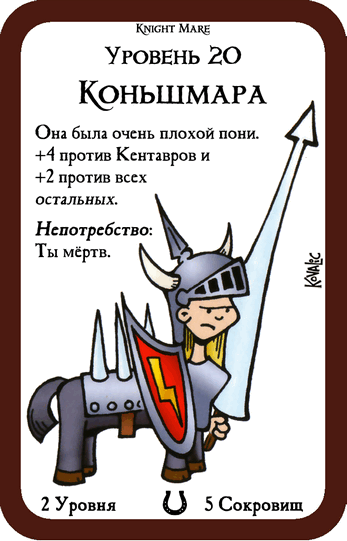 Knight Mare
Уровень 20
Коньшмара
Она была очень плохой пони.
+4 против Кентавров и
+2 против всех
остальных.
Непотребство:
Ты мёртв.
Kovalic
2 Уровня 5 Сокровищ